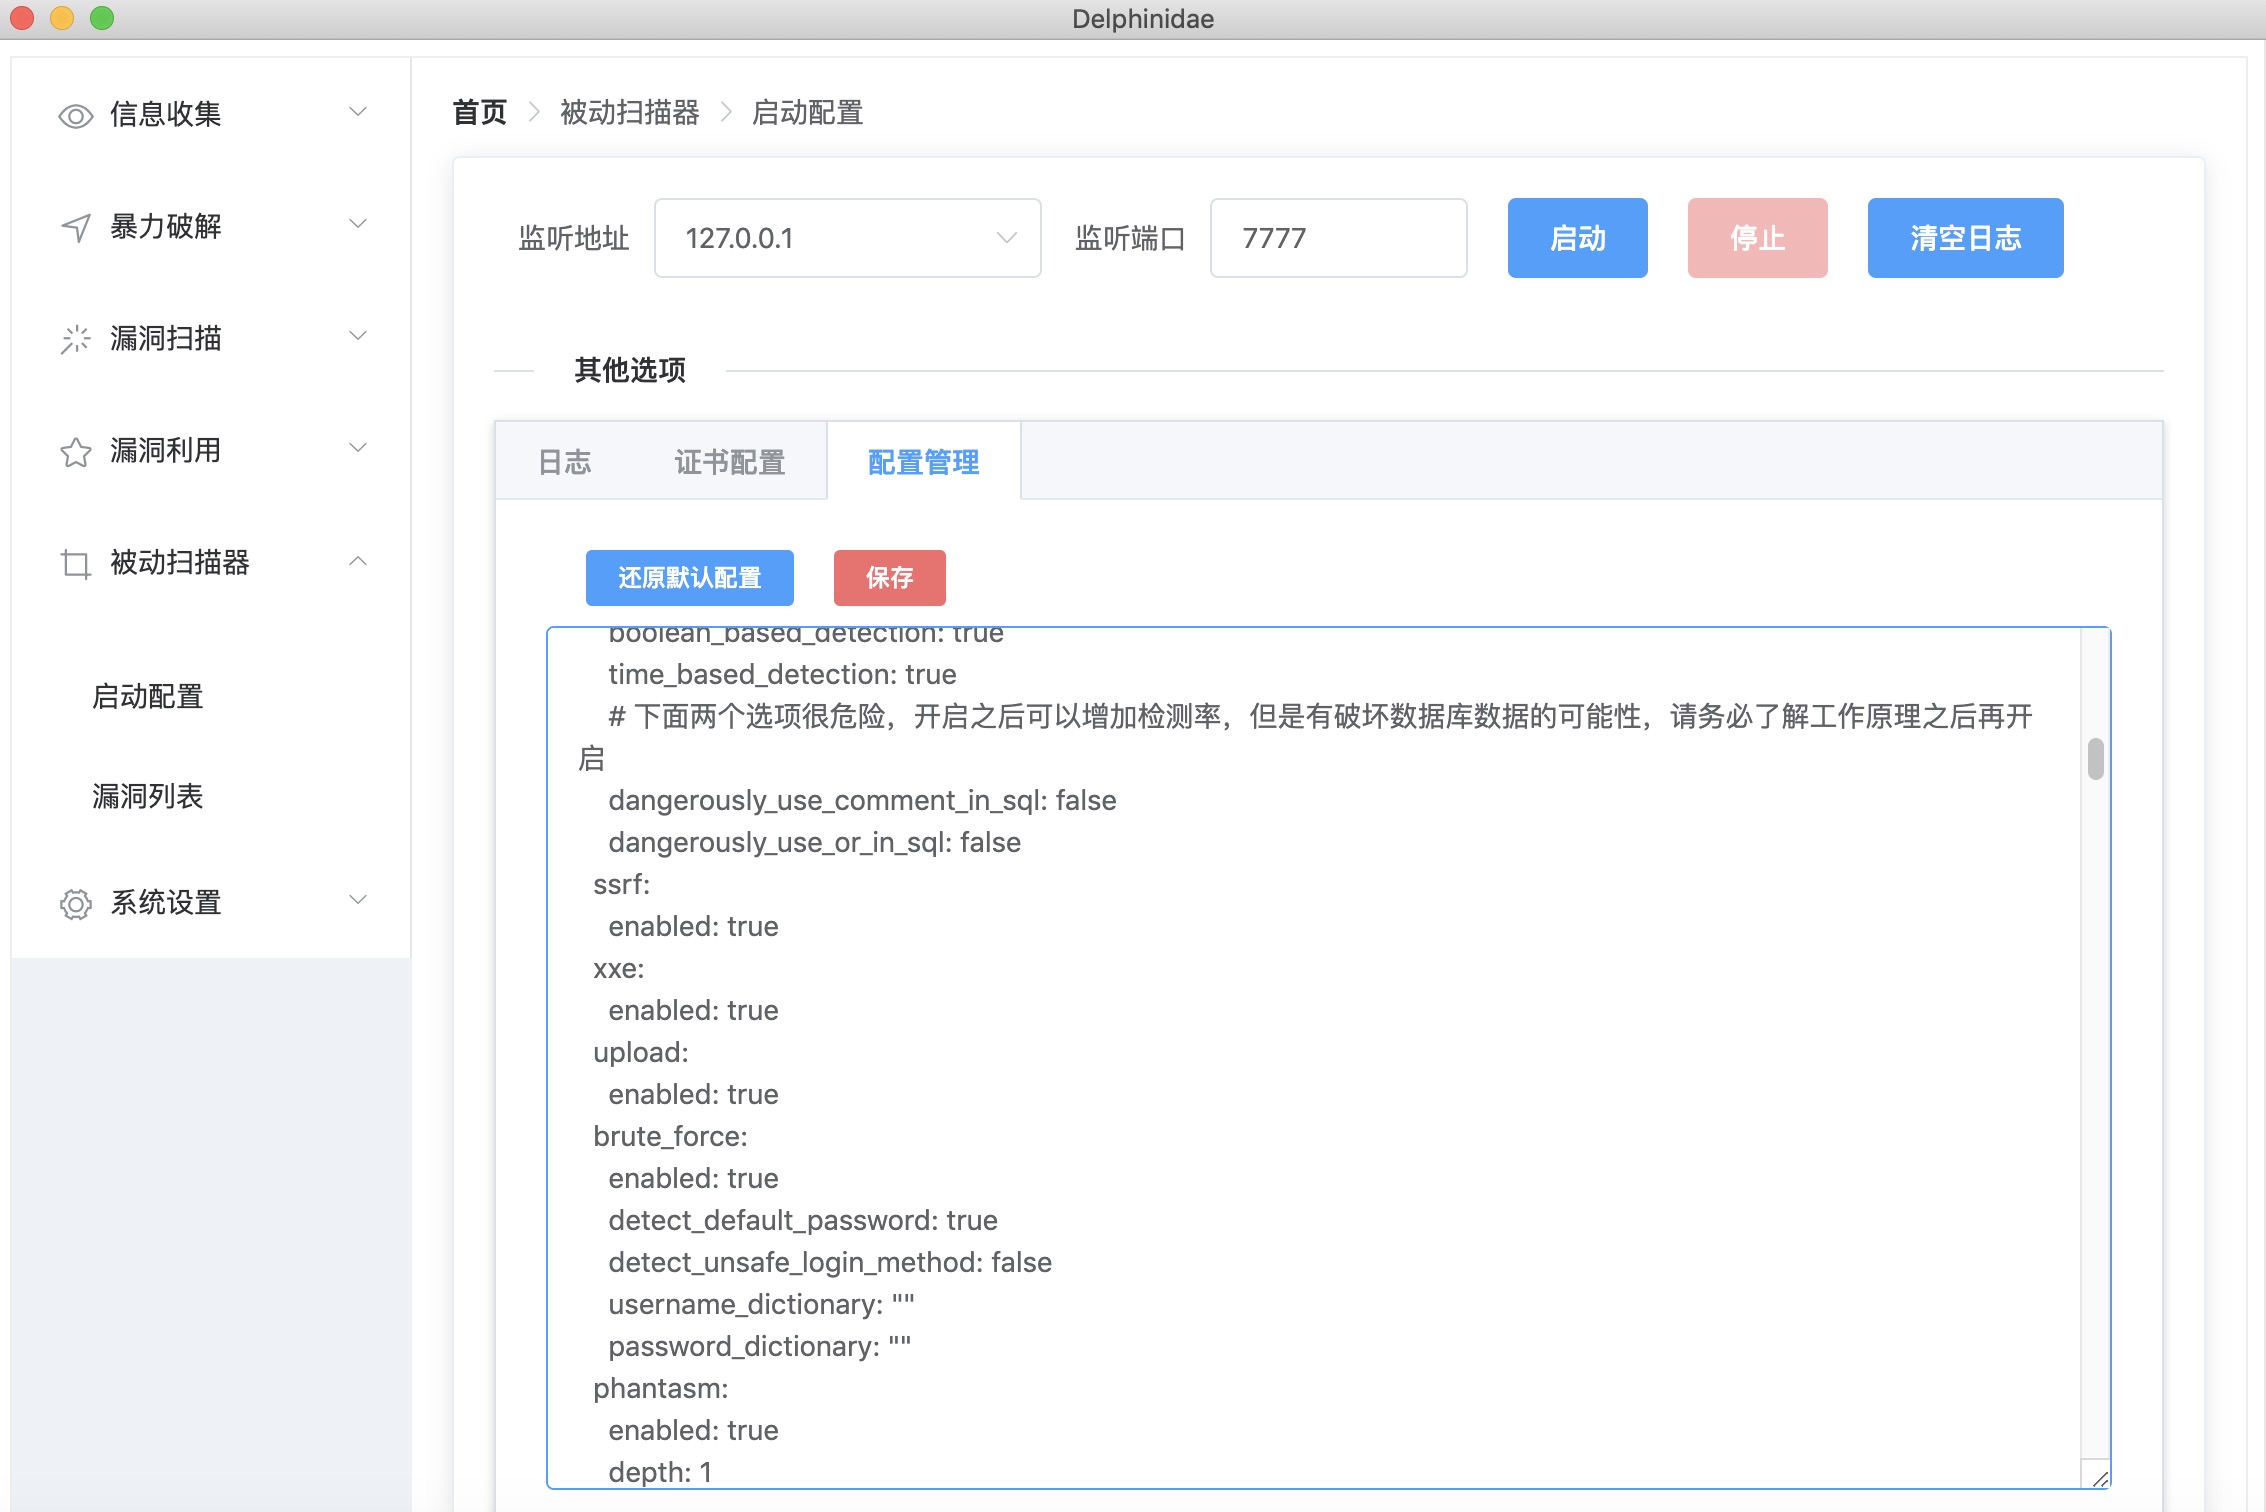 Delphinidae
信息收集
暴力破解
漏洞扫描
漏洞利用
被动扫描器
启动配置
漏洞列表
系统设置
首页 被动扫描器 启动配置
监听地址 127.0.0.1 监听端口 7777 启动 停止 清空日志
其他选项
日志 证书配置 配置管理
还原默认配置 保存
boolean_based_detection: true
time_based_detection: true
# 下面两个选项很危险，开启之后可以增加检测率，但是有破坏数据库数据的可能性，请务必了解工作原理之后再开
启
dangerously_use_comment_in_sql: false
dangerously_use_or_in_sql: false
ssrf:
enabled: true
xxe:
enabled: true
upload:
enabled: true
brute_force:
enabled: true
detect_default_password: true
detect_unsafe_login_method: false
username_dictionary: ""
password_dictionary: ""
phantasm:
enabled: true
depth: 1